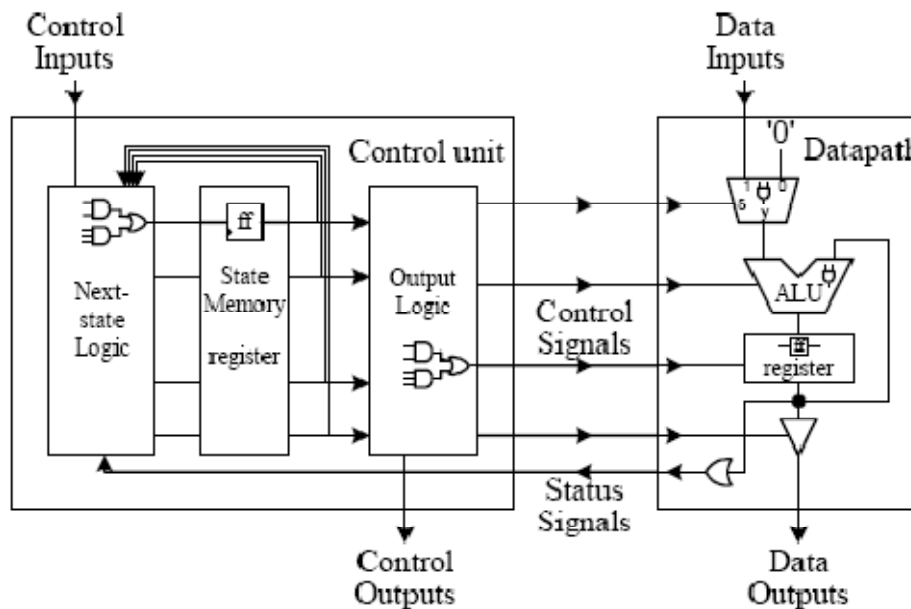 Control
Inputs
Data
Inputs
Control unit
'0'
Datapath
1
0
s
y
ff
Next-
state
Logic
State
Memory
register
Output
Logic
ALU
Control
Signals
ff
register
Status
Signals
Control
Outputs
Data
Outputs